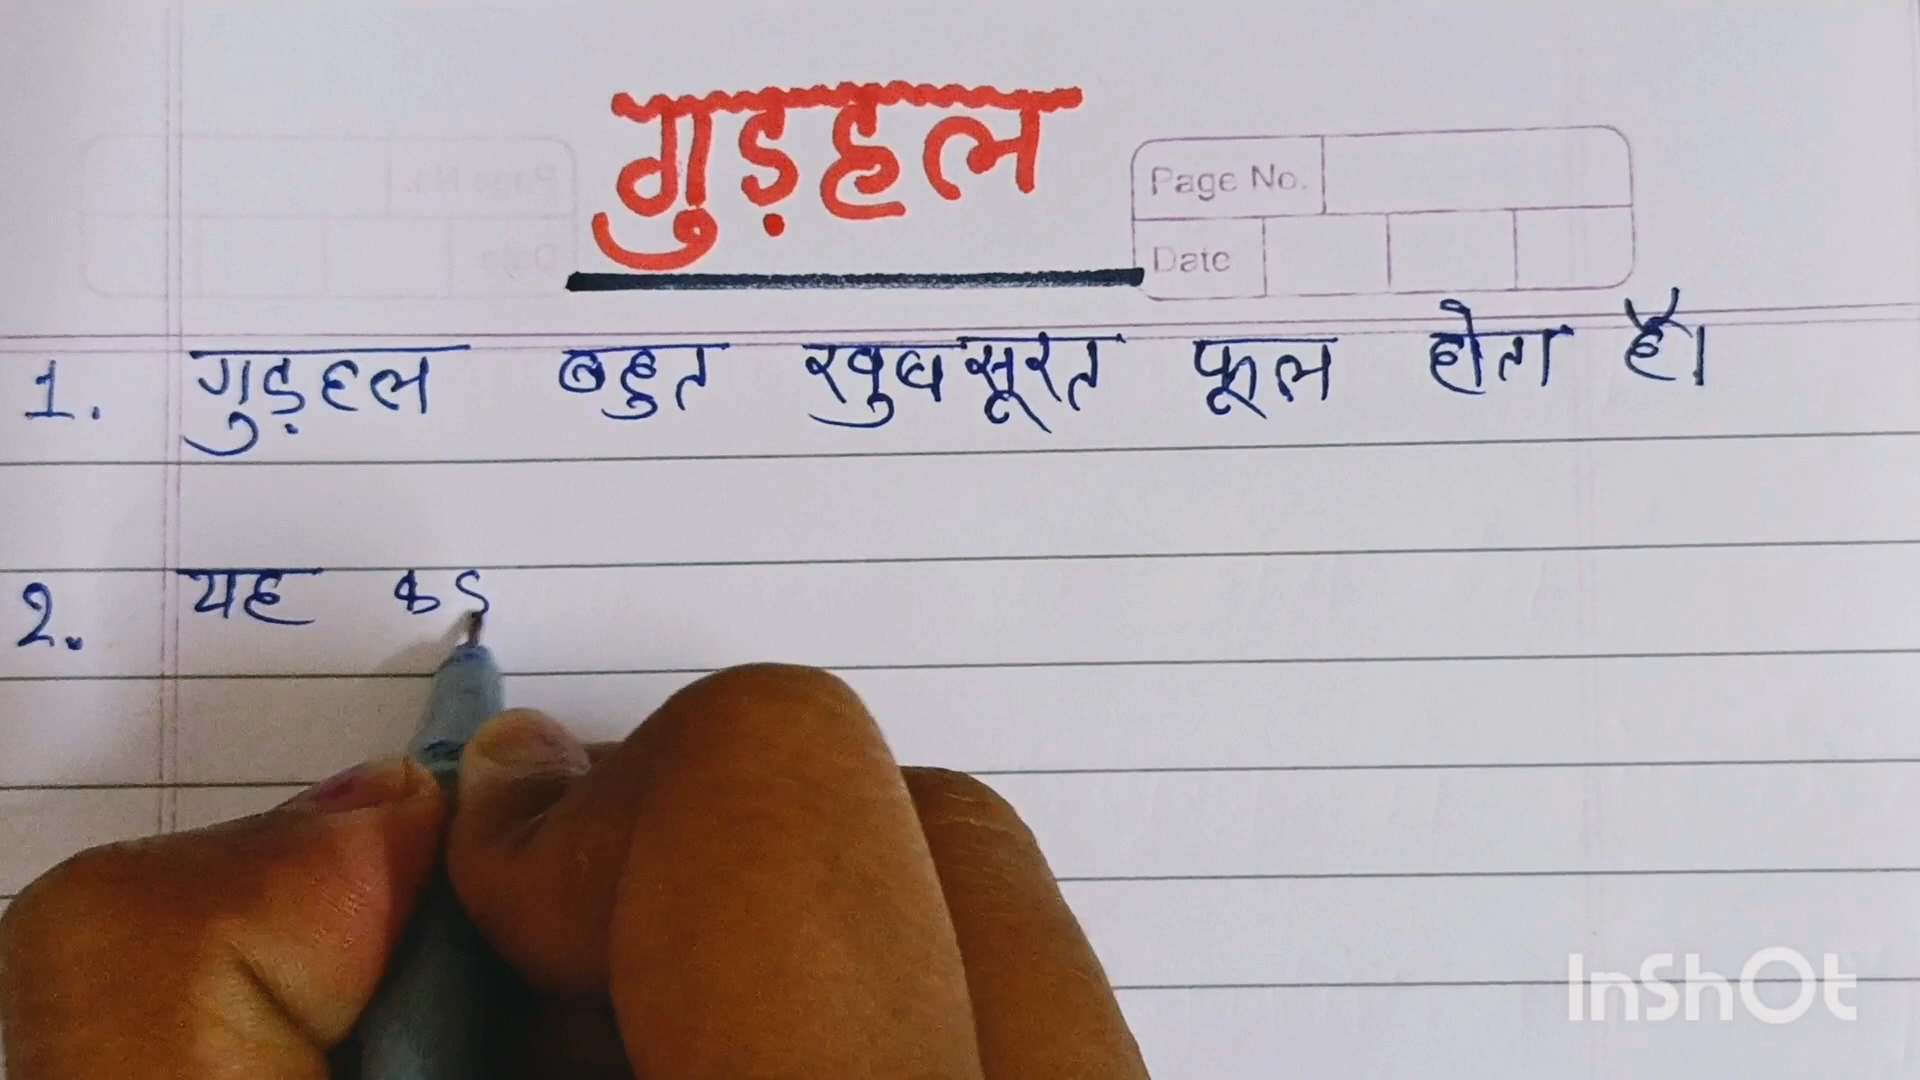 गुड़हल
Page No.
Date
1. गुड़हल बहुत खुबसूरत फूल होता है।
2. यह
InShOt